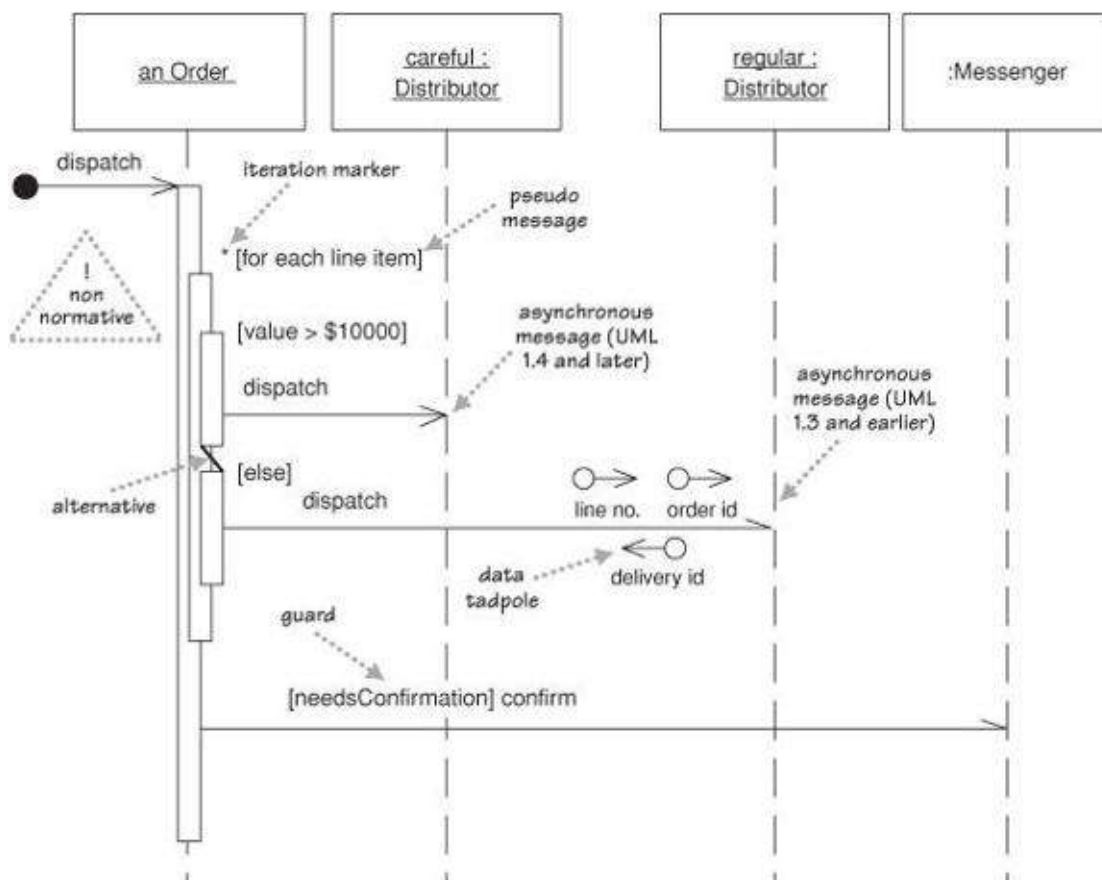 an Order
careful :
Distributor
regular :
Distributor
:Messenger
dispatch
iteration marker
pseudo
message
* [for each line item]
!
non
normative
[value > $10000]
asynchronous
message (UML
1.4 and later)
dispatch
asynchronous
message (UML
1.3 and earlier)
[else]
alternative
dispatch
line no.
order id
data
tadpole
delivery id
guard
[needsConfirmation] confirm